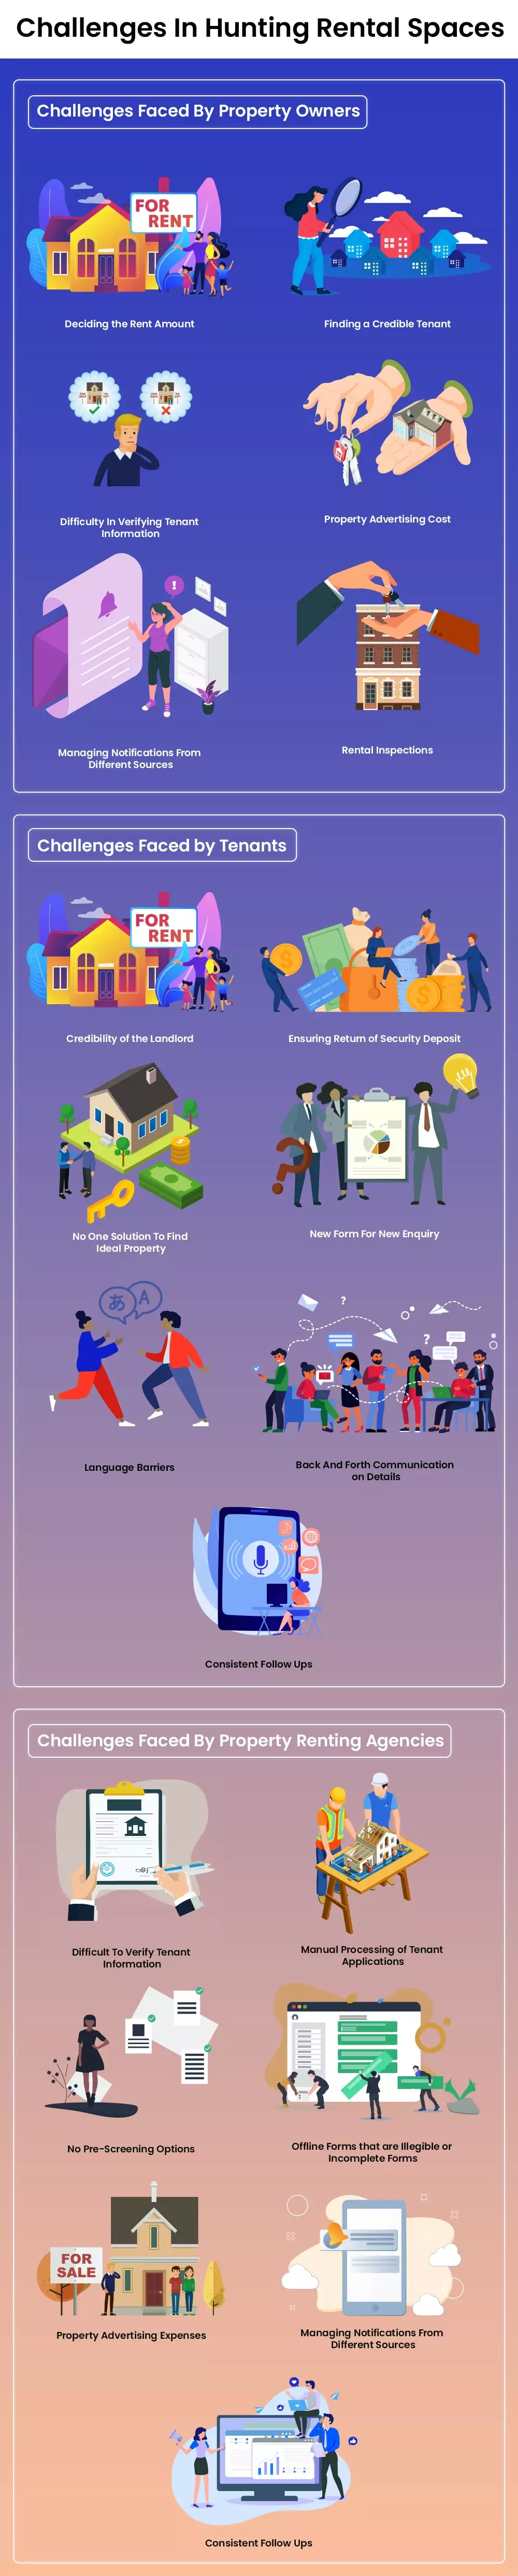 Challenges In Hunting Rental Spaces
Challenges Faced By Property Owners
FOR
RENT
Deciding the Rent Amount
Finding a Credible Tenant
Difficulty In Verifying Tenant
Information
Property Advertising Cost
!
Managing Notifications From
Different Sources
Rental Inspections
Challenges Faced by Tenants
FOR
RENT
Credibility of the Landlord
$
$
Ensuring Return of Security Deposit
No One Solution To Find
Ideal Property
?
New Form For New Enquiry
あ A
Language Barriers
?
?
Back And Forth Communication
on Details
Consistent Follow Ups
Challenges Faced By Property Renting Agencies
Difficult To Verify Tenant
Information
Manual Processing of Tenant
Applications
No Pre-Screening Options
Offline Forms that are Illegible or
Incomplete Forms
FOR
SALE
Property Advertising Expenses
Managing Notifications From
Different Sources
Consistent Follow Ups